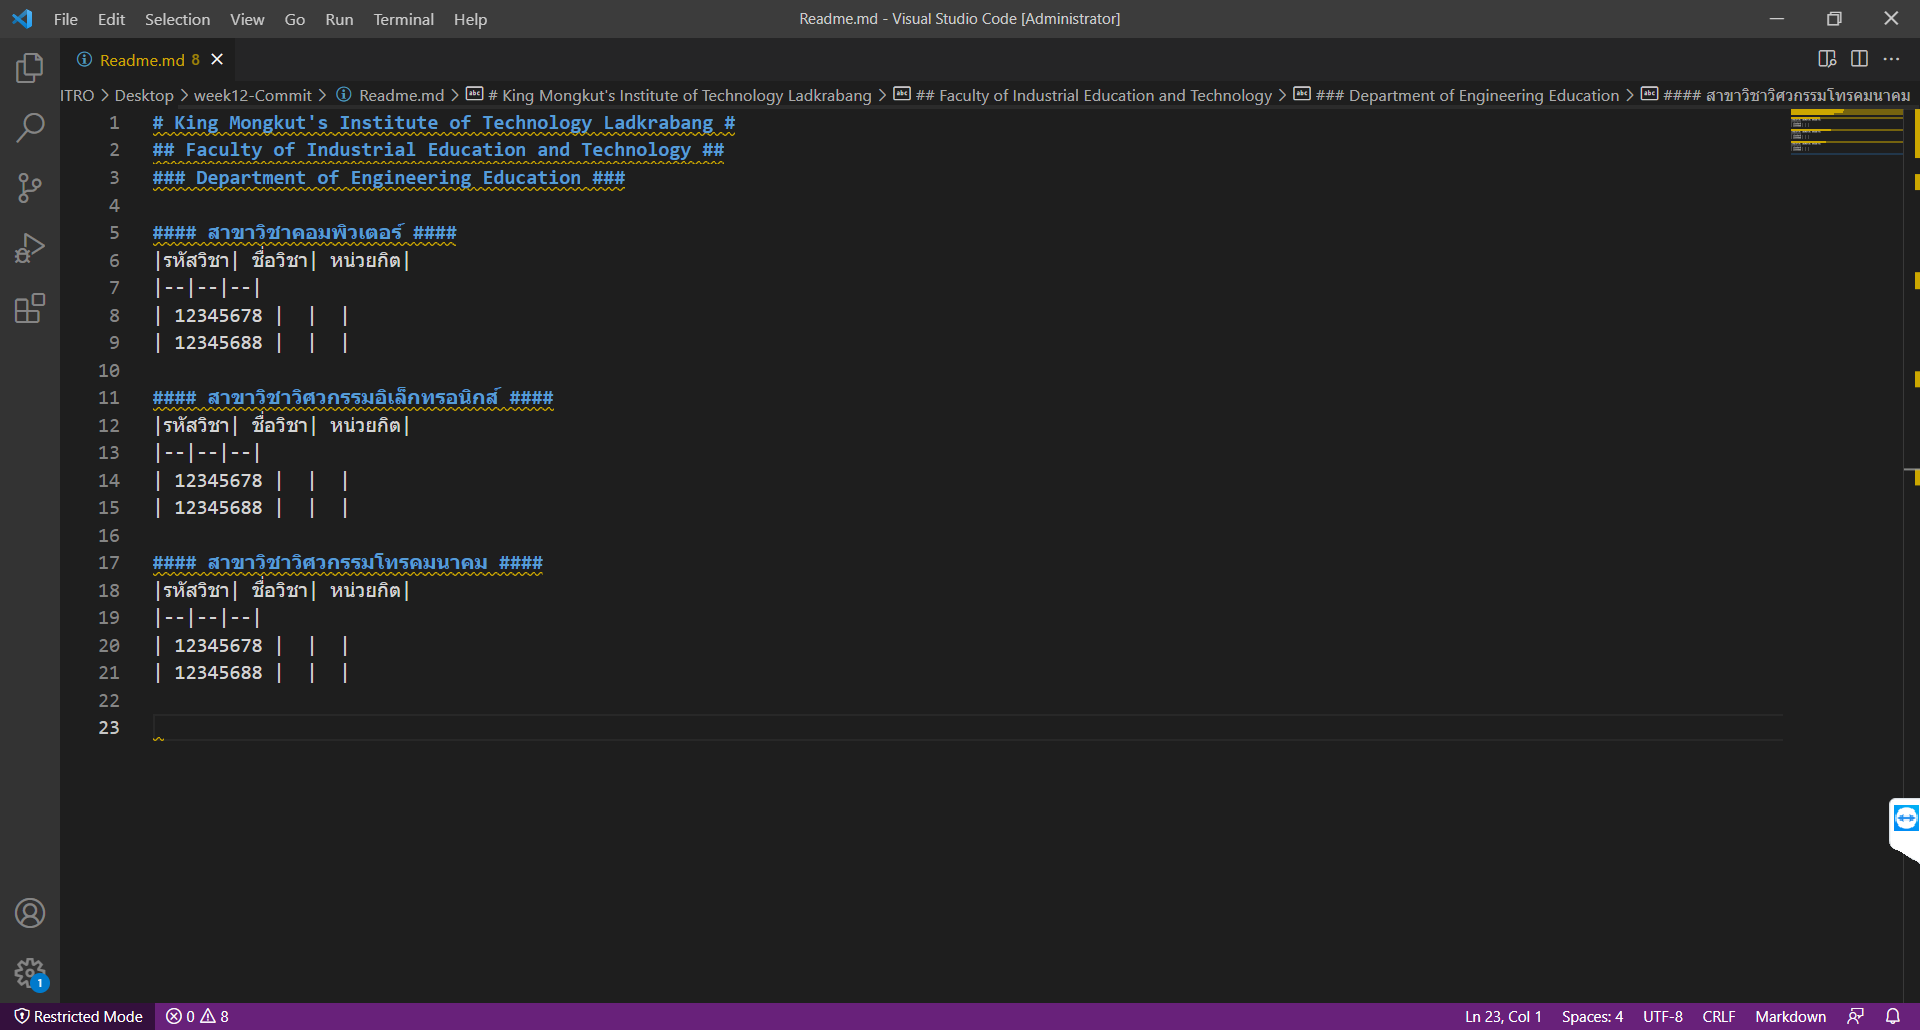 File Edit Selection View Go Run Terminal Help Readme.md - Visual Studio Code [Administrator]
Readme.md 8
ITRO > Desktop > week12-Commit > Readme.md > # King Mongkut's Institute of Technology Ladkrabang > ## Faculty of Industrial Education and Technology > ### Department of Engineering Education > #### สาขาวิชาวิศวกรรมโทรคมนาคม
1 # King Mongkut's Institute of Technology Ladkrabang #
2 ## Faculty of Industrial Education and Technology ##
3 ### Department of Engineering Education ###
4
5 #### สาขาวิชาคอมพิวเตอร์ ####
6 |รหัสวิชา| ชื่อวิชา| หน่วยกิต|
7 |--|--|--|
8 | 12345678 |  |  |
9 | 12345688 |  |  |
10
11 #### สาขาวิชาวิศวกรรมอิเล็กทรอนิกส์ ####
12 |รหัสวิชา| ชื่อวิชา| หน่วยกิต|
13 |--|--|--|
14 | 12345678 |  |  |
15 | 12345688 |  |  |
16
17 #### สาขาวิชาวิศวกรรมโทรคมนาคม ####
18 |รหัสวิชา| ชื่อวิชา| หน่วยกิต|
19 |--|--|--|
20 | 12345678 |  |  |
21 | 12345688 |  |  |
22
23
1
Restricted Mode 0 8 Ln 23, Col 1 Spaces: 4 UTF-8 CRLF Markdown